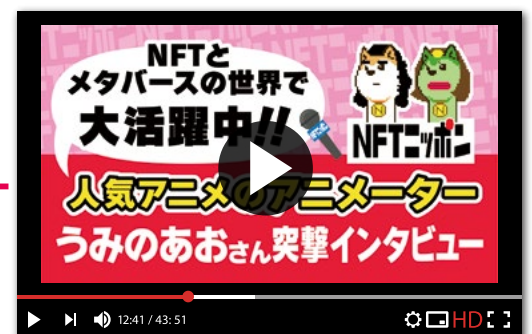 NFTと
メタバースの世界で
大活躍中!!
NFTニッポン
人気アニメのアニメーター
うみのあおさん突撃インタビュー
12:41 / 43:51
HD